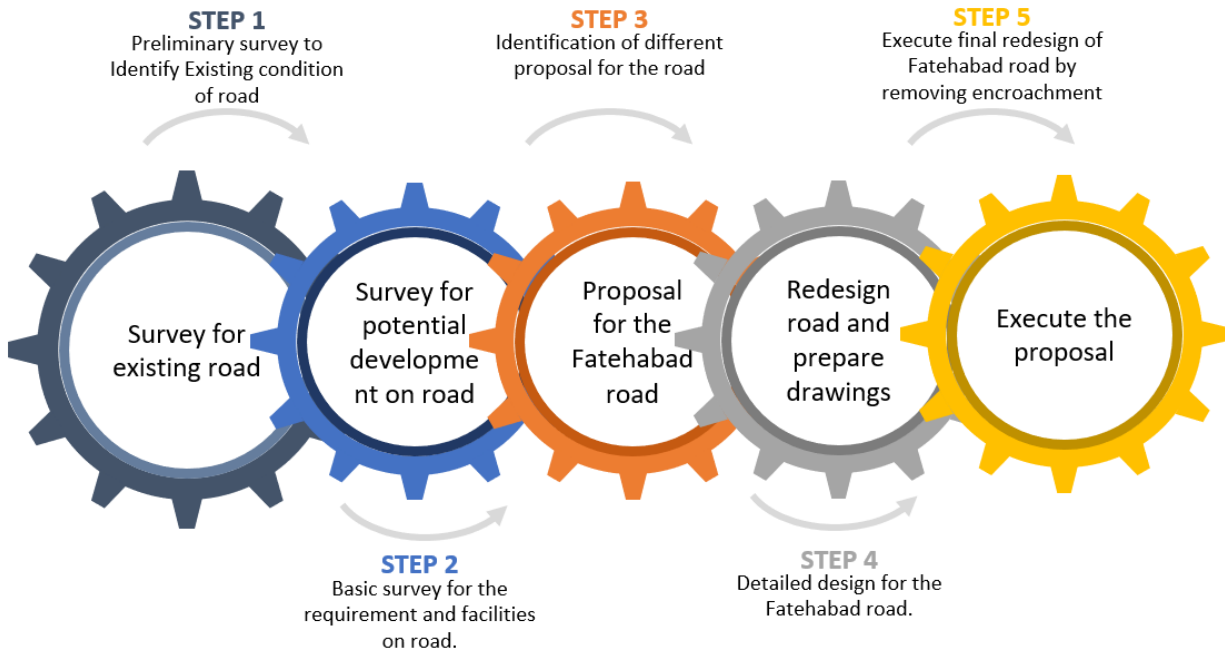 STEP 1
Preliminary survey to
Identify Existing condition
of road
STEP 3
Identification of different
proposal for the road
STEP 5
Execute final redesign of
Fatehabad road by
removing encroachment
Survey for
existing road
Survey for
potential
developme
nt on road
Proposal
for the
Fatehabad
road
Redesign
road and
prepare
drawings
Execute the
proposal
STEP 2
Basic survey for the
requirement and facilities
on road.
STEP 4
Detailed design for the
Fatehabad road.